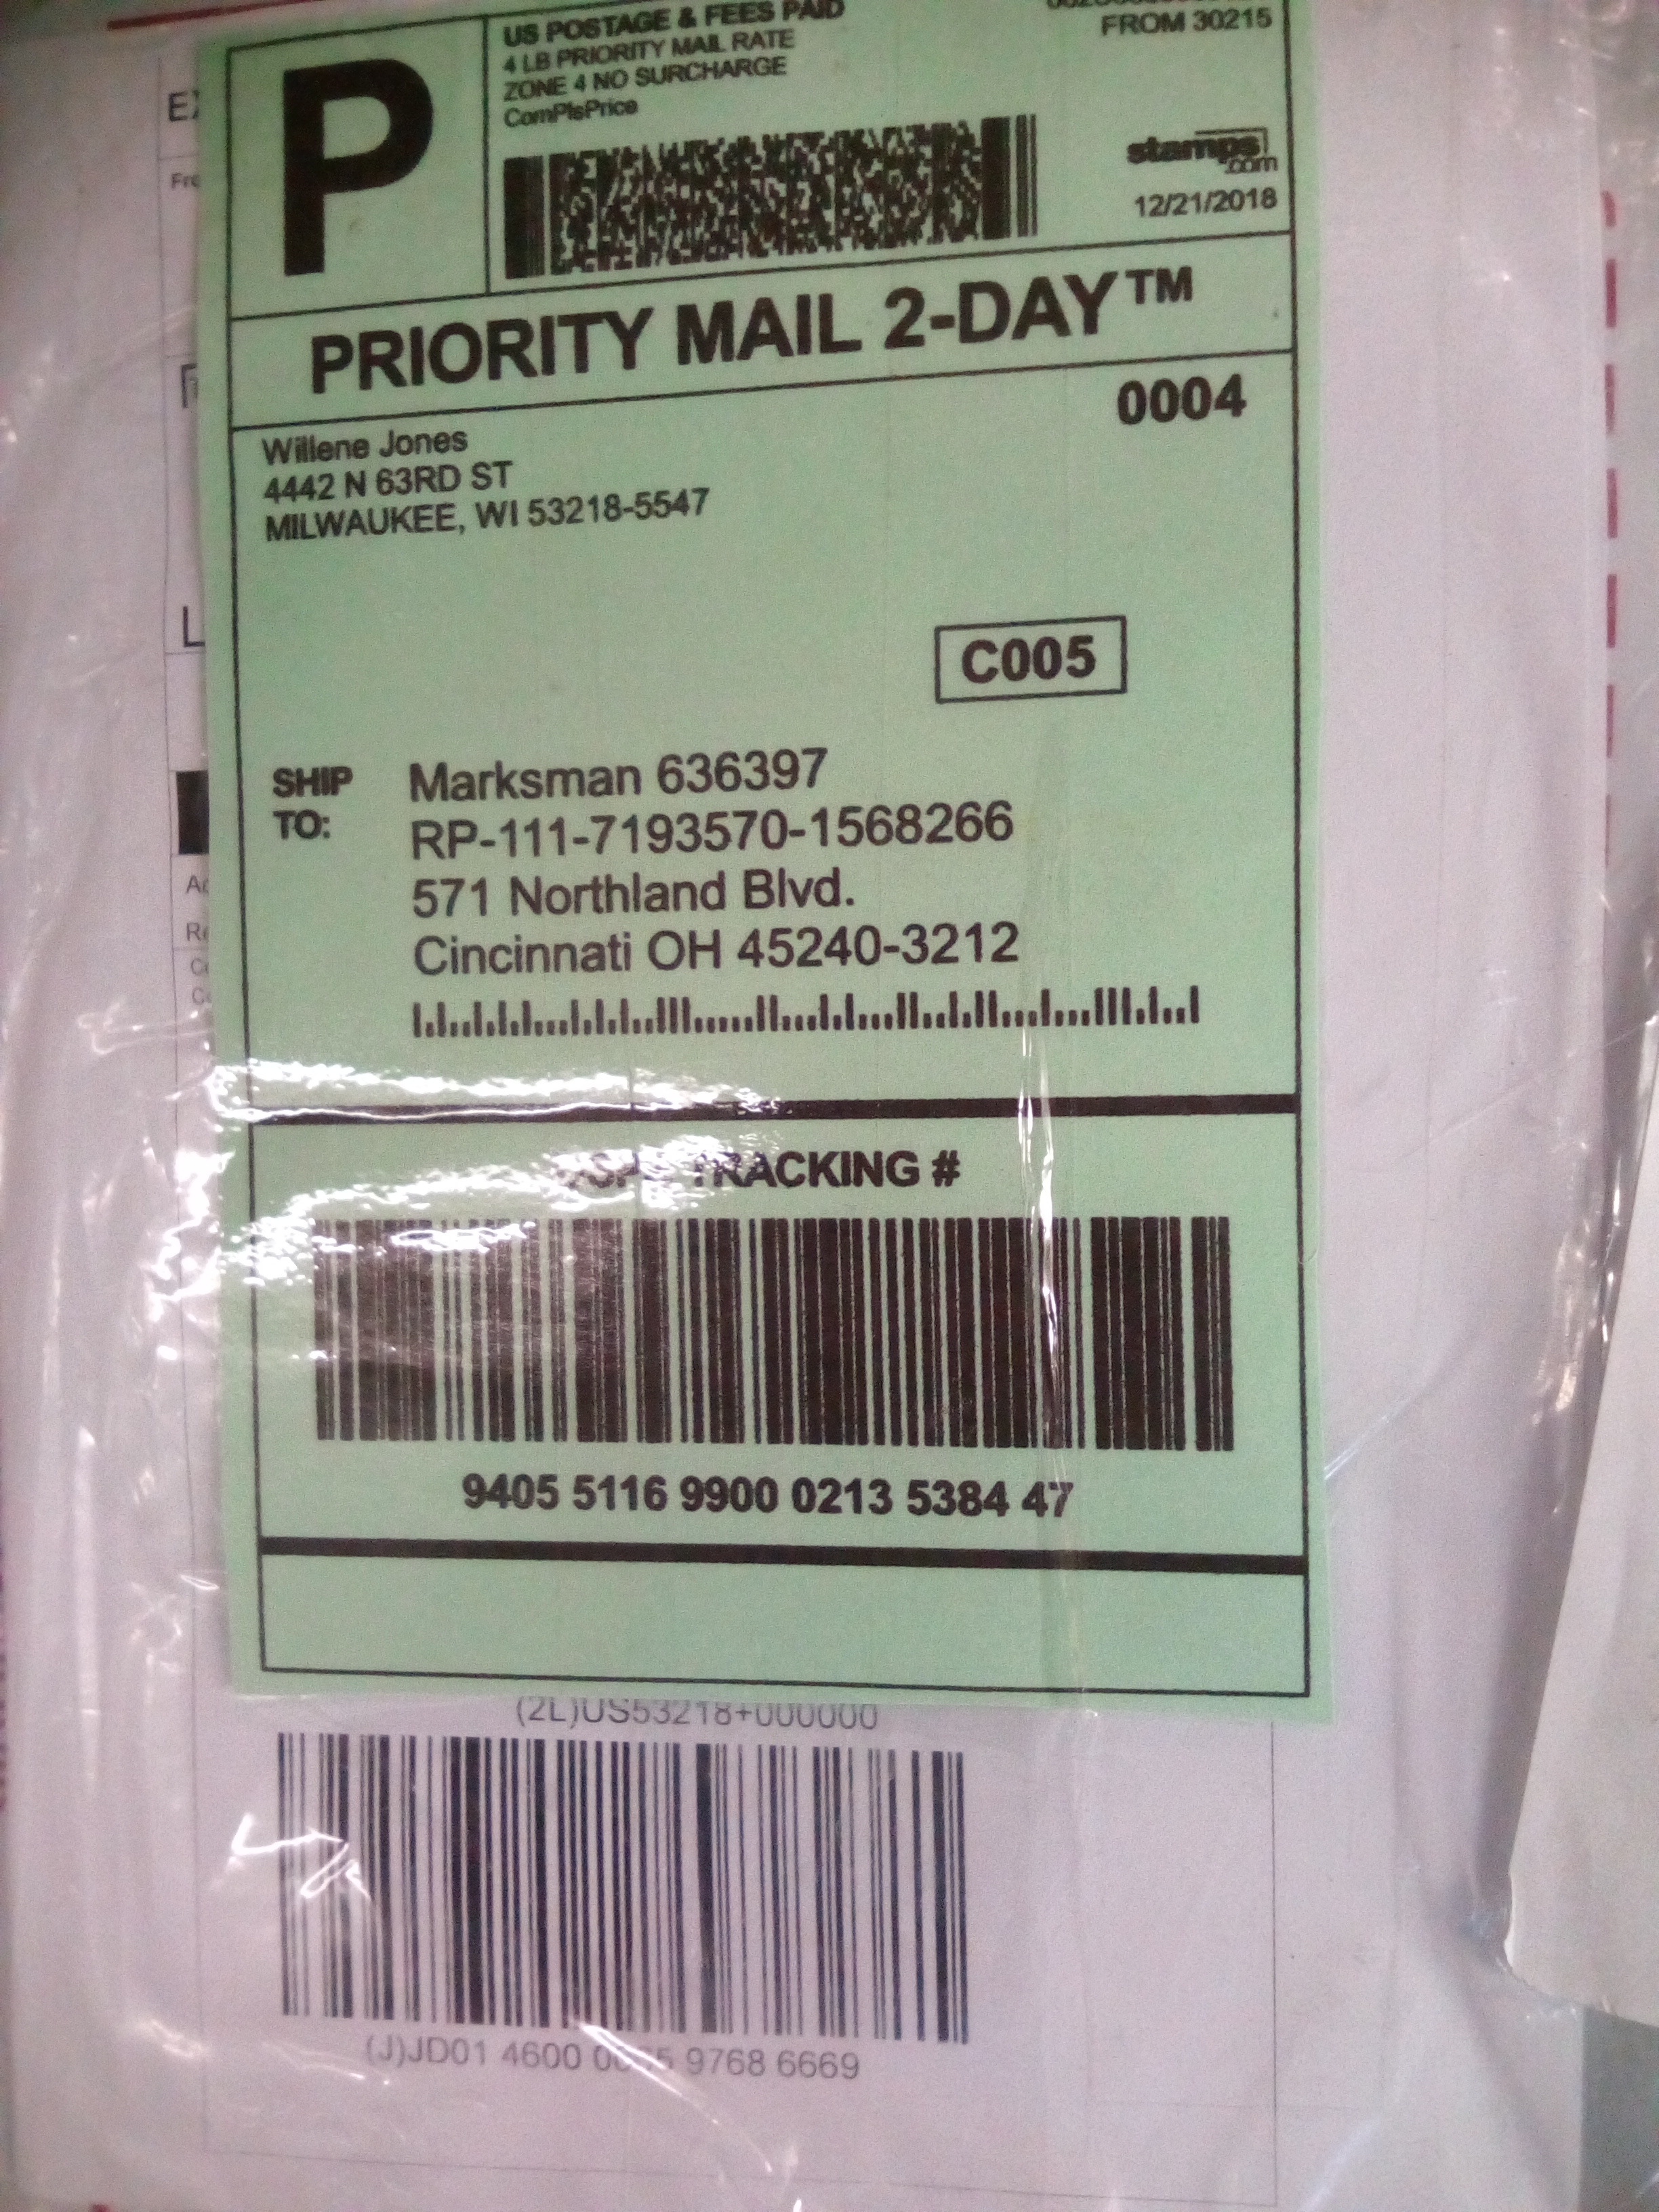 US POSTAGE & FEES PAID
4 LB PRIORITY MAIL RATE
ZONE 4 NO SURCHARGE
ComPlsPrice
FROM 30215
stamps
.com
12/21/2018
P
PRIORITY MAIL 2-DAY™
0004
Willene Jones
4442 N 63RD ST
MILWAUKEE, WI 53218-5547
C005
SHIP
TO:
Marksman 636397
RP-111-7193570-1568266
571 Northland Blvd.
Cincinnati OH 45240-3212
USPS TRACKING #
9405 5116 9900 0213 5384 47
(2L)US53218+000000
(J)JD01 4600 9768 6669